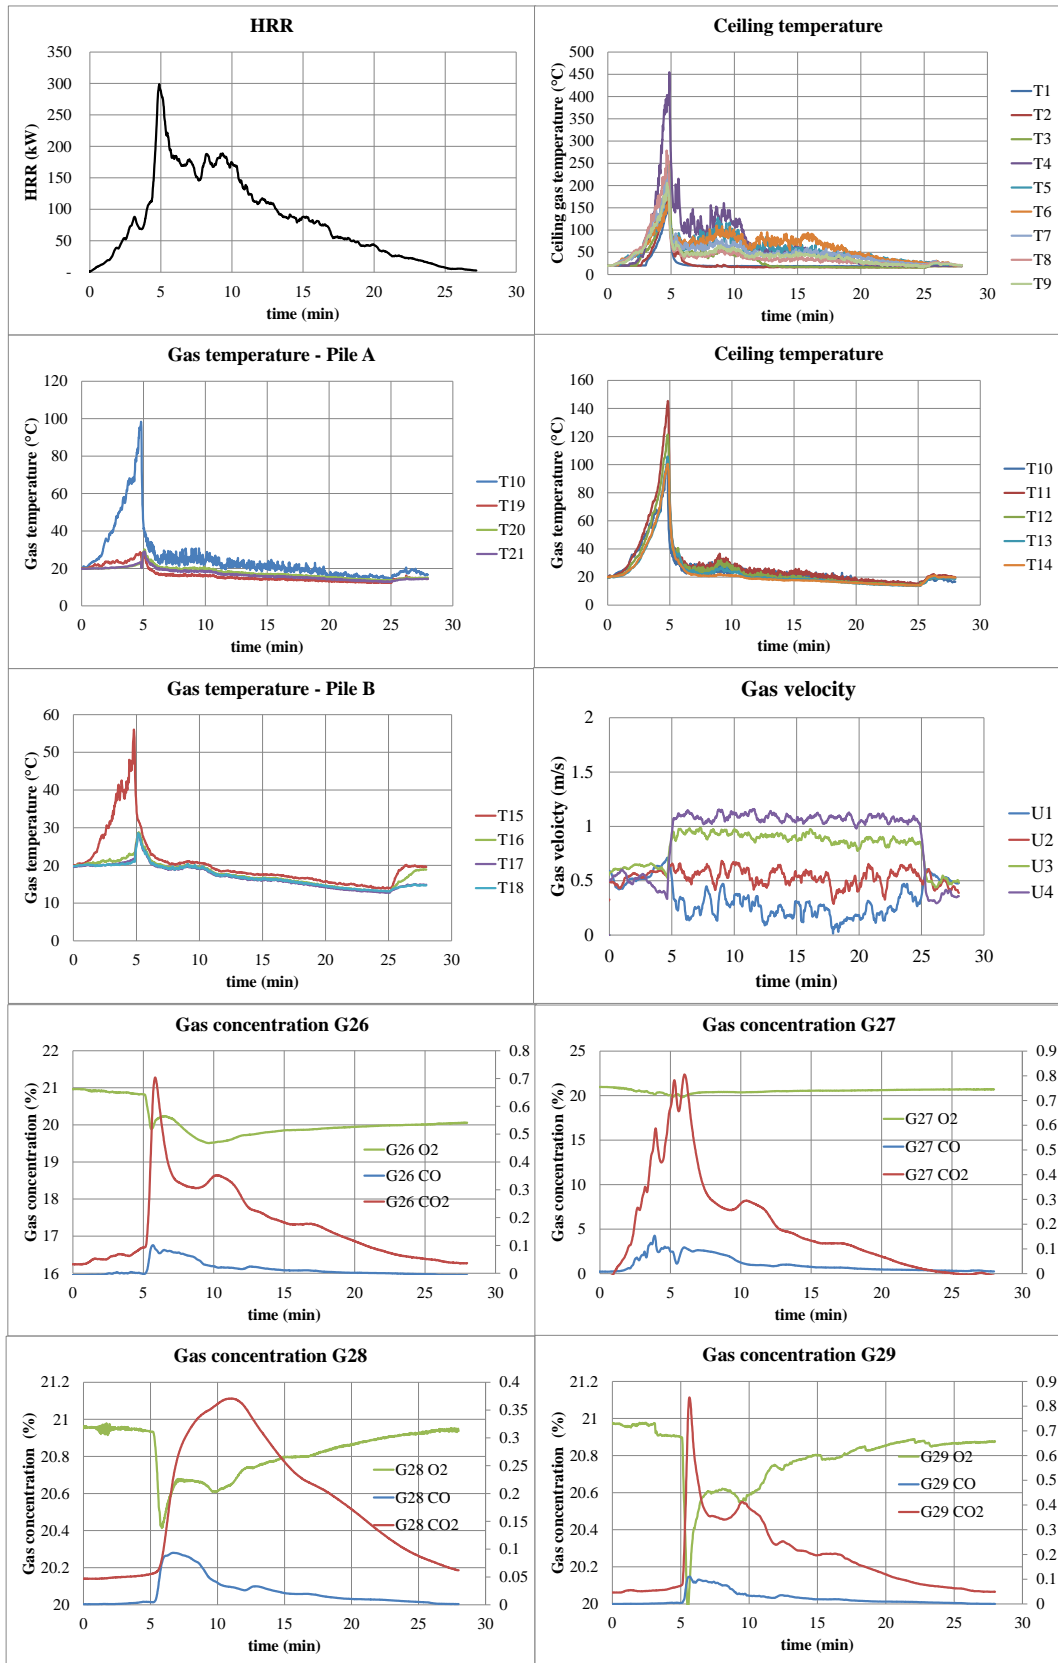 HRR
HRR (kW)
350
300
250
200
150
100
50
-
0 5 10 15 20 25 30
time (min)
Ceiling temperature
Ceiling gas temperature (°C)
500
450
400
350
300
250
200
150
100
50
0
0 5 10 15 20 25 30
time (min)
T1
T2
T3
T4
T5
T6
T7
T8
T9
Gas temperature - Pile A
Gas temperature (°C)
120
100
80
60
40
20
0
0 5 10 15 20 25 30
time (min)
T10
T19
T20
T21
Ceiling temperature
Gas temperature (°C)
160
140
120
100
80
60
40
20
0
0 5 10 15 20 25 30
time (min)
T10
T11
T12
T13
T14
Gas temperature - Pile B
Gas temperature (°C)
60
50
40
30
20
10
0
0 5 10 15 20 25 30
time (min)
T15
T16
T17
T18
Gas velocity
Gas veloicty (m/s)
2
1.5
1
0.5
0
0 5 10 15 20 25 30
time (min)
U1
U2
U3
U4
Gas concentration G26
Gas concentration (%)
22
21
20
19
18
17
16
0.8
0.7
0.6
0.5
0.4
0.3
0.2
0.1
0
0 5 10 15 20 25 30
time (min)
G26 O2
G26 CO
G26 CO2
Gas concentration G27
Gas concentration (%)
25
20
15
10
5
0
0.9
0.8
0.7
0.6
0.5
0.4
0.3
0.2
0.1
0
0 5 10 15 20 25 30
time (min)
G27 O2
G27 CO
G27 CO2
Gas concentration G28
Gas concentration (%)
21.2
21
20.8
20.6
20.4
20.2
20
0.4
0.35
0.3
0.25
0.2
0.15
0.1
0.05
0
0 5 10 15 20 25 30
time (min)
G28 O2
G28 CO
G28 CO2
Gas concentration G29
Gas concentration (%)
21.2
21
20.8
20.6
20.4
20.2
20
0.9
0.8
0.7
0.6
0.5
0.4
0.3
0.2
0.1
0
0 5 10 15 20 25 30
time (min)
G29 O2
G29 CO
G29 CO2